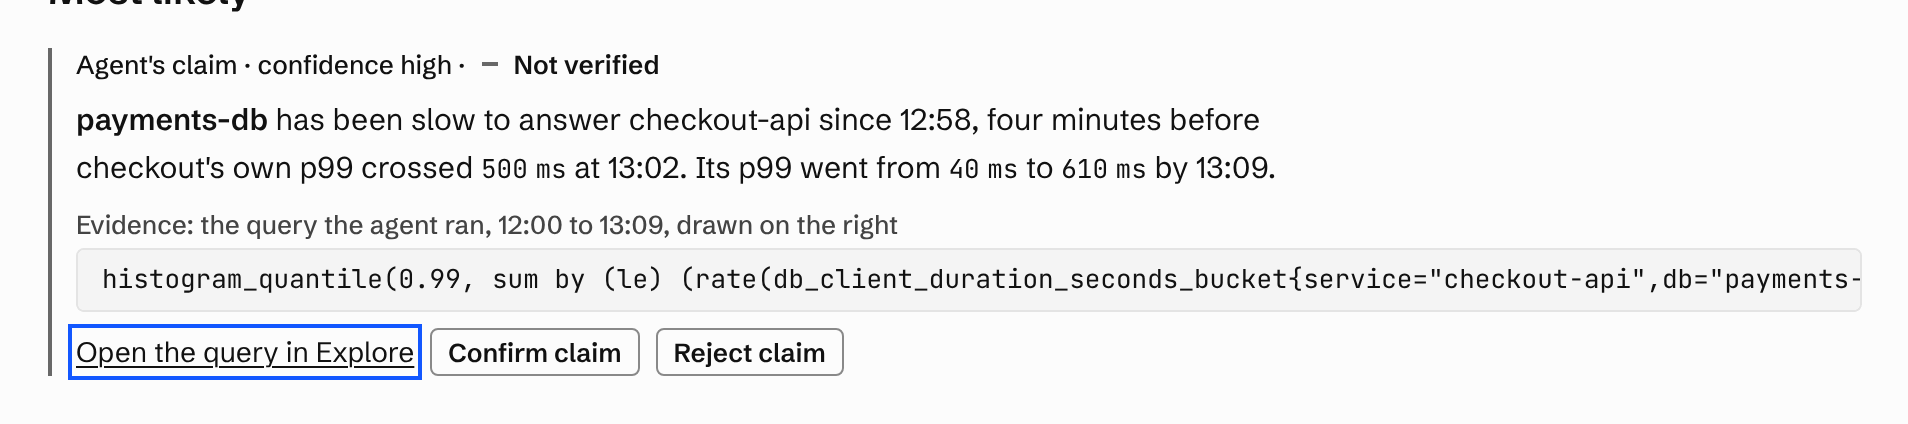 Most likely
Agent's claim · confidence high · — Not verified
payments-db has been slow to answer checkout-api since 12:58, four minutes before
checkout's own p99 crossed 500 ms at 13:02. Its p99 went from 40 ms to 610 ms by 13:09.
Evidence: the query the agent ran, 12:00 to 13:09, drawn on the right
histogram_quantile(0.99, sum by (le) (rate(db_client_duration_seconds_bucket{service="checkout-api",db="payments-
Open the query in Explore Confirm claim Reject claim